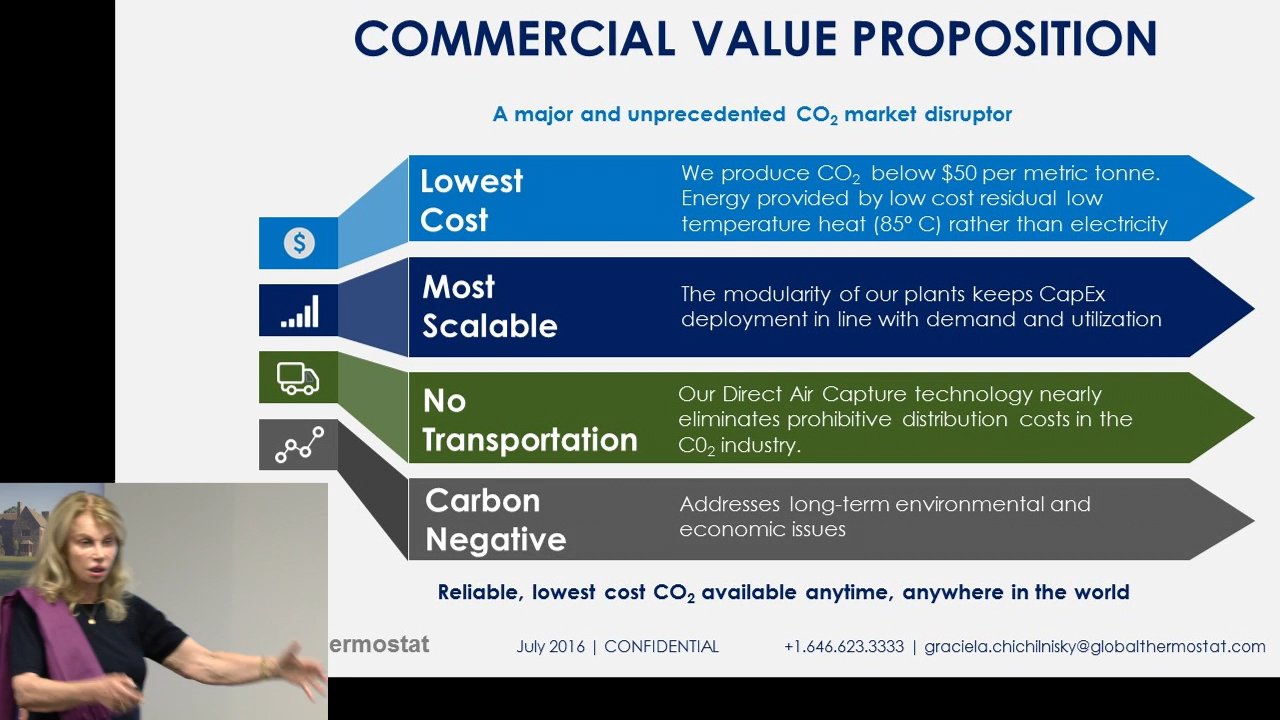 COMMERCIAL VALUE PROPOSITION
A major and unprecedented CO₂ market disruptor
$
Lowest
Cost
We produce CO₂ below $50 per metric tonne.
Energy provided by low cost residual low
temperature heat (85° C) rather than electricity
Most
Scalable
The modularity of our plants keeps CapEx
deployment in line with demand and utilization
No
Transportation
Our Direct Air Capture technology nearly
eliminates prohibitive distribution costs in the
C0₂ industry.
Carbon
Negative
Addresses long-term environmental and
economic issues
Reliable, lowest cost CO₂ available anytime, anywhere in the world
ermostat
July 2016 | CONFIDENTIAL
+1.646.623.3333 | graciela.chichilnisky@globalthermostat.com